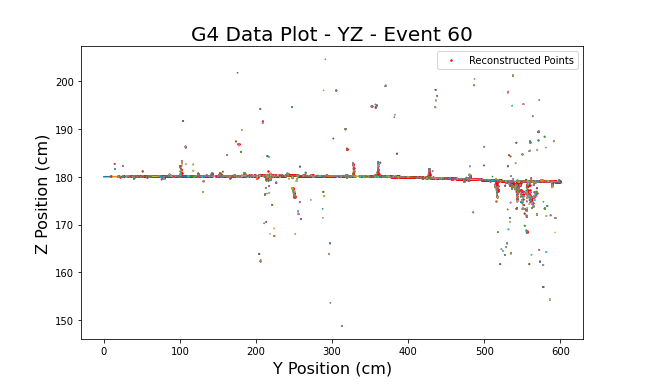 G4 Data Plot - YZ - Event 60
Reconstructed Points
200
190
180
170
160
150
Z Position (cm)
0 100 200 300 400 500 600
Y Position (cm)